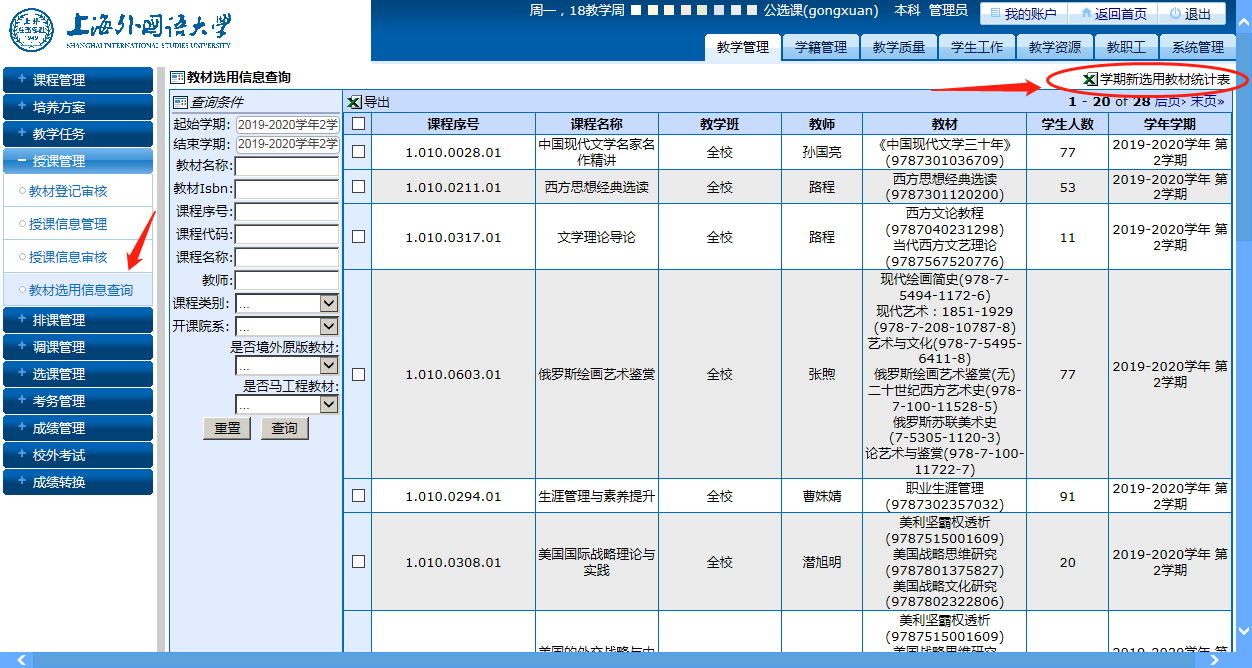 周一，18教学周 公选课(gongxuan) 本科 管理员 我的账户 返回首页 退出
上海外国语大学
SHANGHAI INTERNATIONAL STUDIES UNIVERSITY
1949
教学管理 学籍管理 教学质量 学生工作 教学资源 教职工 系统管理
+ 课程管理
+ 培养方案
+ 教学任务
− 授课管理
教材登记审核
授课信息管理
授课信息审核
教材选用信息查询
+ 排课管理
+ 调课管理
+ 选课管理
+ 考务管理
+ 成绩管理
+ 校外考试
+ 成绩转换
教材选用信息查询
学期新选用教材统计表
查询条件
起始学期: 2019-2020学年2学
结束学期: 2019-2020学年2学
教材名称:
教材Isbn:
课程序号:
课程代码:
课程名称:
教师:
课程类别: ...
开课院系: ...
是否境外原版教材:
...
是否马工程教材:
...
重置 查询
导出
1 - 20 of 28 后页› 末页»
课程序号 课程名称 教学班 教师 教材 学生人数 学年学期
1.010.0028.01 中国现代文学名家名作精讲 全校 孙国亮 《中国现代文学三十年》(9787301036709) 77 2019-2020学年 第2学期
1.010.0211.01 西方思想经典选读 全校 路程 西方思想经典选读(9787301120200) 53 2019-2020学年 第2学期
1.010.0317.01 文学理论导论 全校 路程 西方文论教程(9787040231298) 当代西方文艺理论(9787567520776) 11 2019-2020学年 第2学期
1.010.0603.01 俄罗斯绘画艺术鉴赏 全校 张煦 现代绘画简史(978-7-5494-1172-6) 现代艺术：1851-1929(978-7-208-10787-8) 艺术与文化(978-7-5495-6411-8) 俄罗斯绘画艺术鉴赏(无) 二十世纪西方艺术史(978-7-100-11528-5) 俄罗斯苏联美术史(7-5305-1120-3) 论艺术与鉴赏(978-7-100-11722-7) 77 2019-2020学年 第2学期
1.010.0294.01 生涯管理与素养提升 全校 曹姝婧 职业生涯管理(9787302357032) 91 2019-2020学年 第2学期
1.010.0308.01 美国国际战略理论与实践 全校 潜旭明 美利坚霸权透析(9787515001609) 美国战略思维研究(9787801375827) 美国战略文化研究(9787802322806) 20 2019-2020学年 第2学期
美利坚霸权透析
(9787515001609)